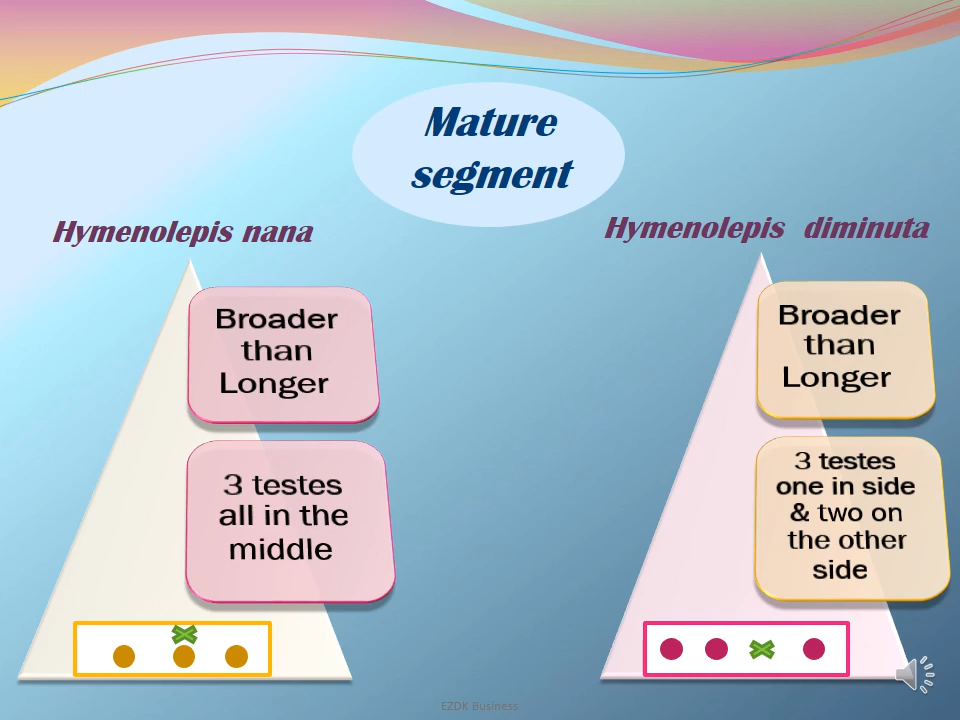 Mature
segment
Hymenolepis nana
Broader
than
Longer
3 testes
all in the
middle
Hymenolepis diminuta
Broader
than
Longer
3 testes
one in side
& two on
the other
side
EZDK Business